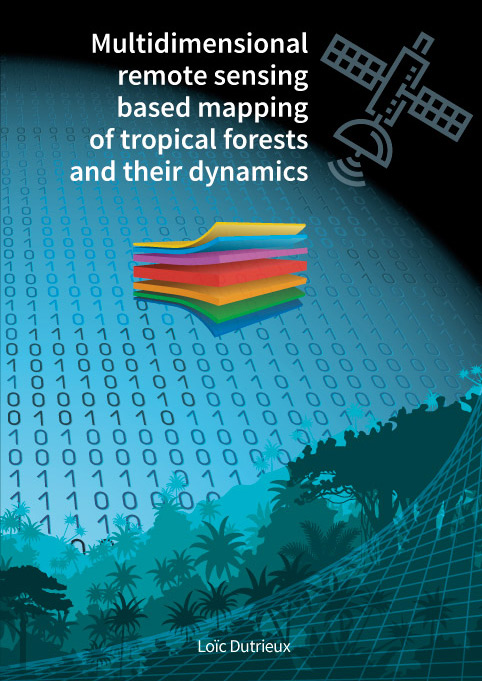 Multidimensional
remote sensing
based mapping
of tropical forests
and their dynamics
Loïc Dutrieux